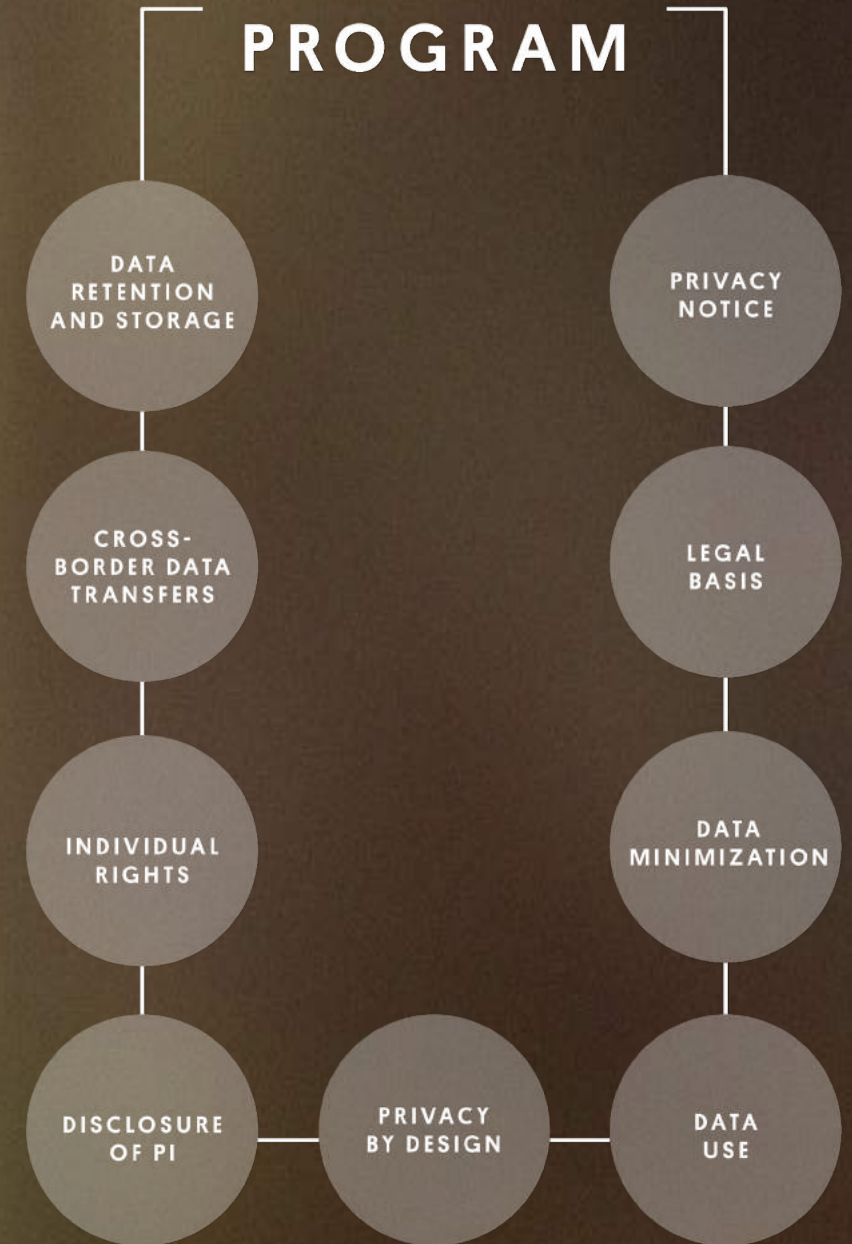 PROGRAM
DATA
RETENTION
AND STORAGE
PRIVACY
NOTICE
CROSS-
BORDER DATA
TRANSFERS
LEGAL
BASIS
INDIVIDUAL
RIGHTS
DATA
MINIMIZATION
DISCLOSURE
OF PI
PRIVACY
BY DESIGN
DATA
USE